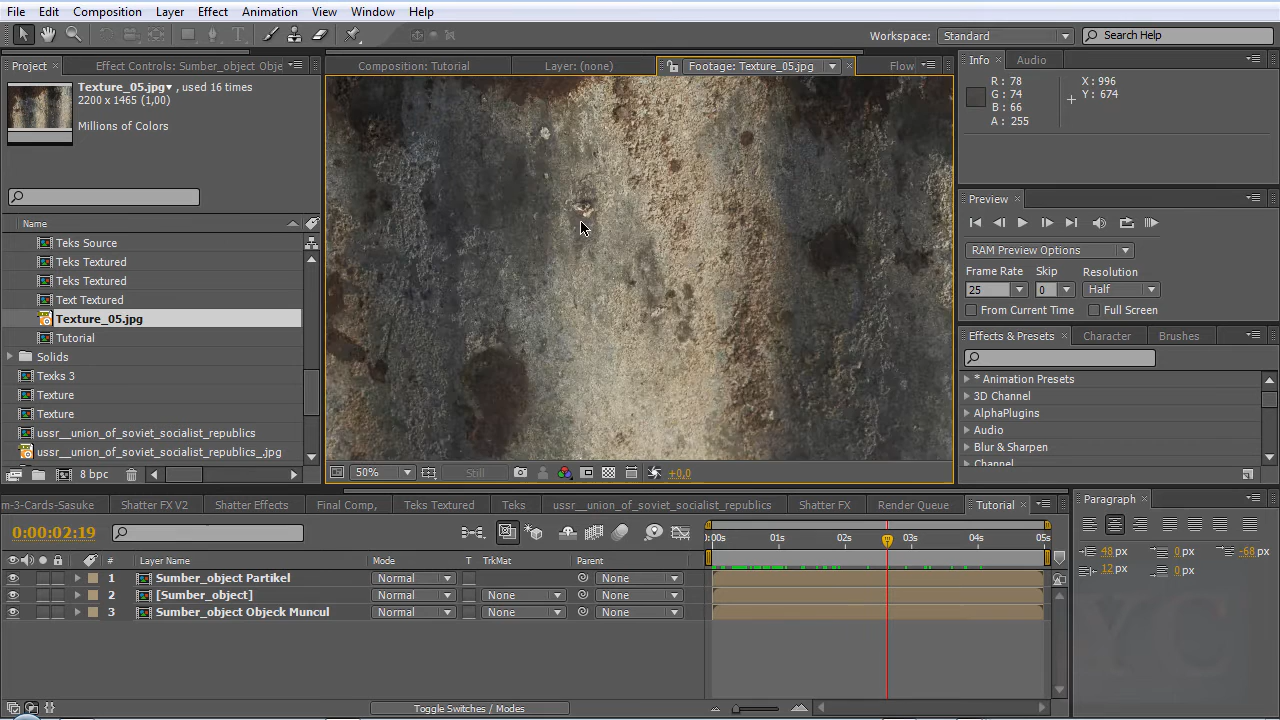 File Edit Composition Layer Effect Animation View Window Help
Workspace: Standard Search Help
Project Effect Controls: Sumber_object Obje
Composition: Tutorial Layer: (none) Footage: Texture_05.jpg Flow
Info Audio
Texture_05.jpg , used 16 times
2200 x 1465 (1,00)
Millions of Colors
R: 78
G: 74
B: 66
A: 255
X: 996
Y: 674
Preview
RAM Preview Options
Frame Rate Skip Resolution
25 0 Half
From Current Time Full Screen
Effects & Presets Character Brushes
* Animation Presets
3D Channel
AlphaPlugins
Audio
Blur & Sharpen
Channel
Name
Teks Source
Teks Textured
Teks Textured
Text Textured
Texture_05.jpg
Tutorial
Solids
Texks 3
Texture
Texture
ussr__union_of_soviet_socialist_republics
ussr__union_of_soviet_socialist_republics_.jpg
8 bpc
50% Still +0,0
m-3-Cards-Sasuke Shatter FX V2 Shatter Effects Final Comp, Teks Textured Teks ussr__union_of_soviet_socialist_republics Shatter FX Render Queue Tutorial
0:00:02:19
# Layer Name Mode T TrkMat Parent
1 Sumber_object Partikel Normal None
2 [Sumber_object] Normal None None
3 Sumber_object Objeck Muncul Normal None None
):00s 01s 02s 03s 04s 05s
Toggle Switches / Modes
Paragraph
48 px 0 px -68 px
12 px 0 px